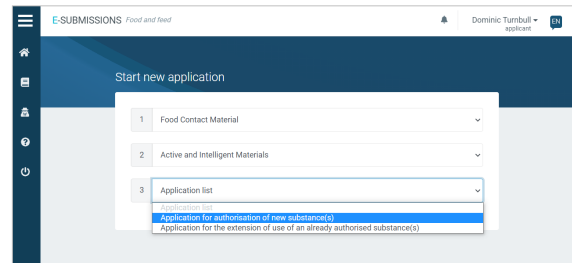 E-SUBMISSIONS Food and feed
Dominic Turnbull
EN
applicant
Start new application
1 Food Contact Material
2 Active and Intelligent Materials
3 Application list
Application list
Application for authorisation of new substance(s)
Application for the extension of use of an already authorised substance(s)